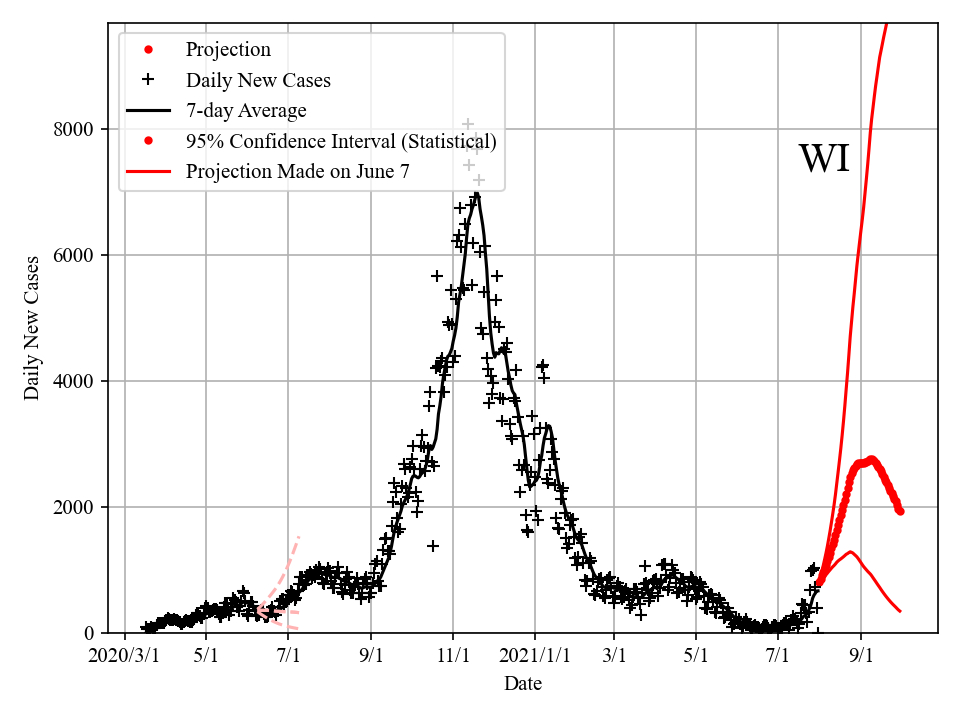 Projection
Daily New Cases
7-day Average
95% Confidence Interval (Statistical)
Projection Made on June 7
WI
8000
6000
4000
2000
0
Daily New Cases
2020/3/1 5/1 7/1 9/1 11/1 2021/1/1 3/1 5/1 7/1 9/1
Date